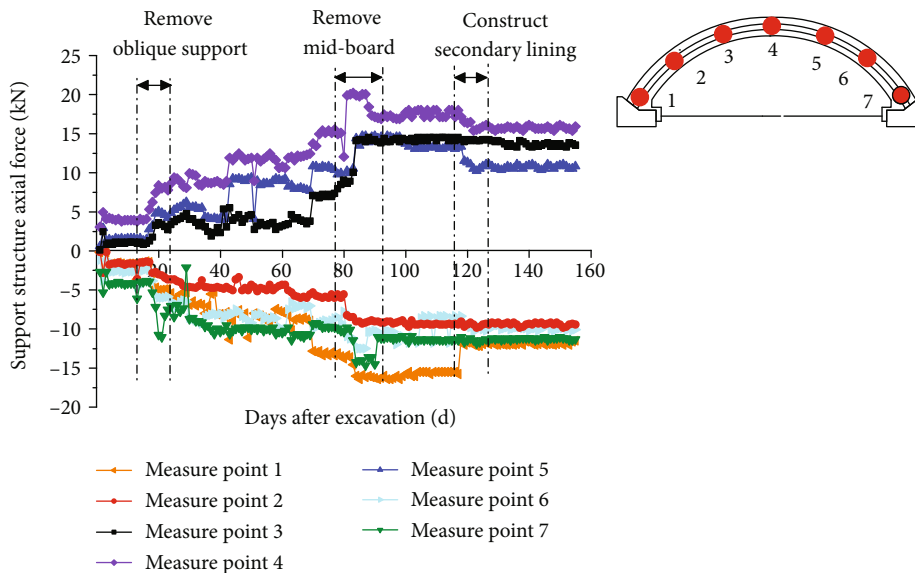 Remove
oblique support
Remove
mid-board
Construct
secondary lining
Support structure axial force (kN)
25
20
15
10
5
0
−5
−10
−15
−20
20
40
60
80
100
120
140
160
Days after excavation (d)
1
2
3
4
5
6
7
Measure point 1
Measure point 2
Measure point 3
Measure point 4
Measure point 5
Measure point 6
Measure point 7